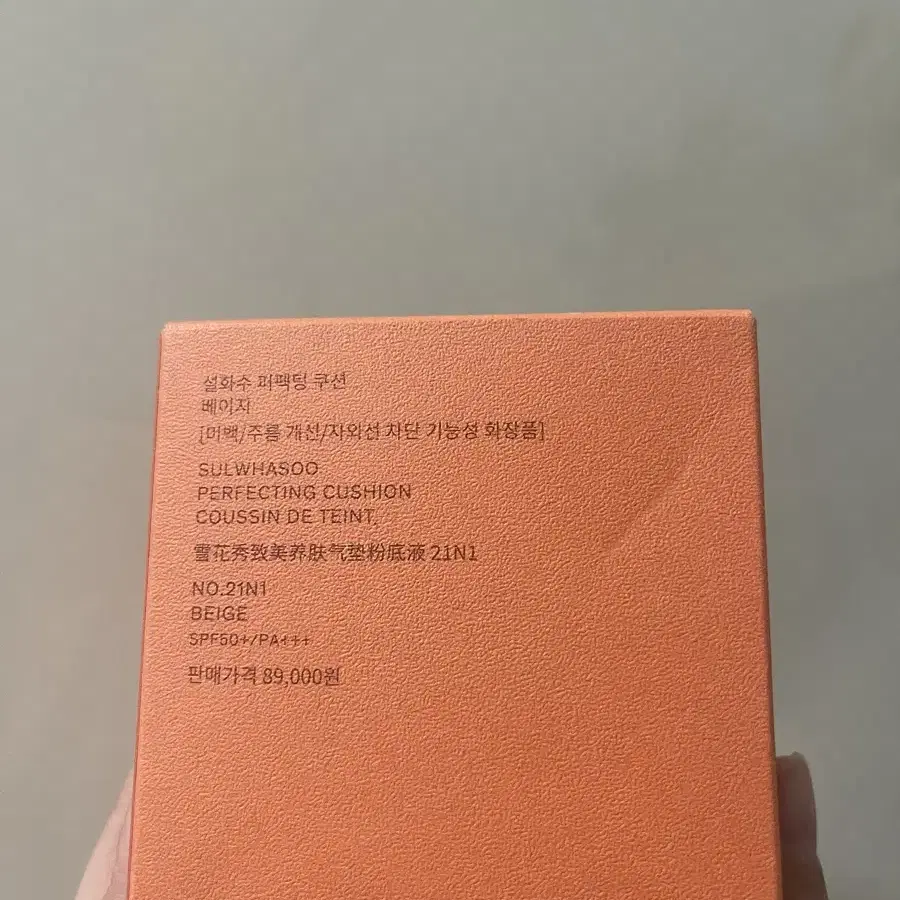 설화수 퍼팩팅 쿠션
베이지
[미백/주름 개선/자외선 차단 기능성 화장품]
SULWHASOO
PERFECTING CUSHION
COUSSIN DE TEINT
雪花秀致美养肤气垫粉底液 21N1
NO.21N1
BEIGE
SPF50+/PA+++
판매가격 89,000원